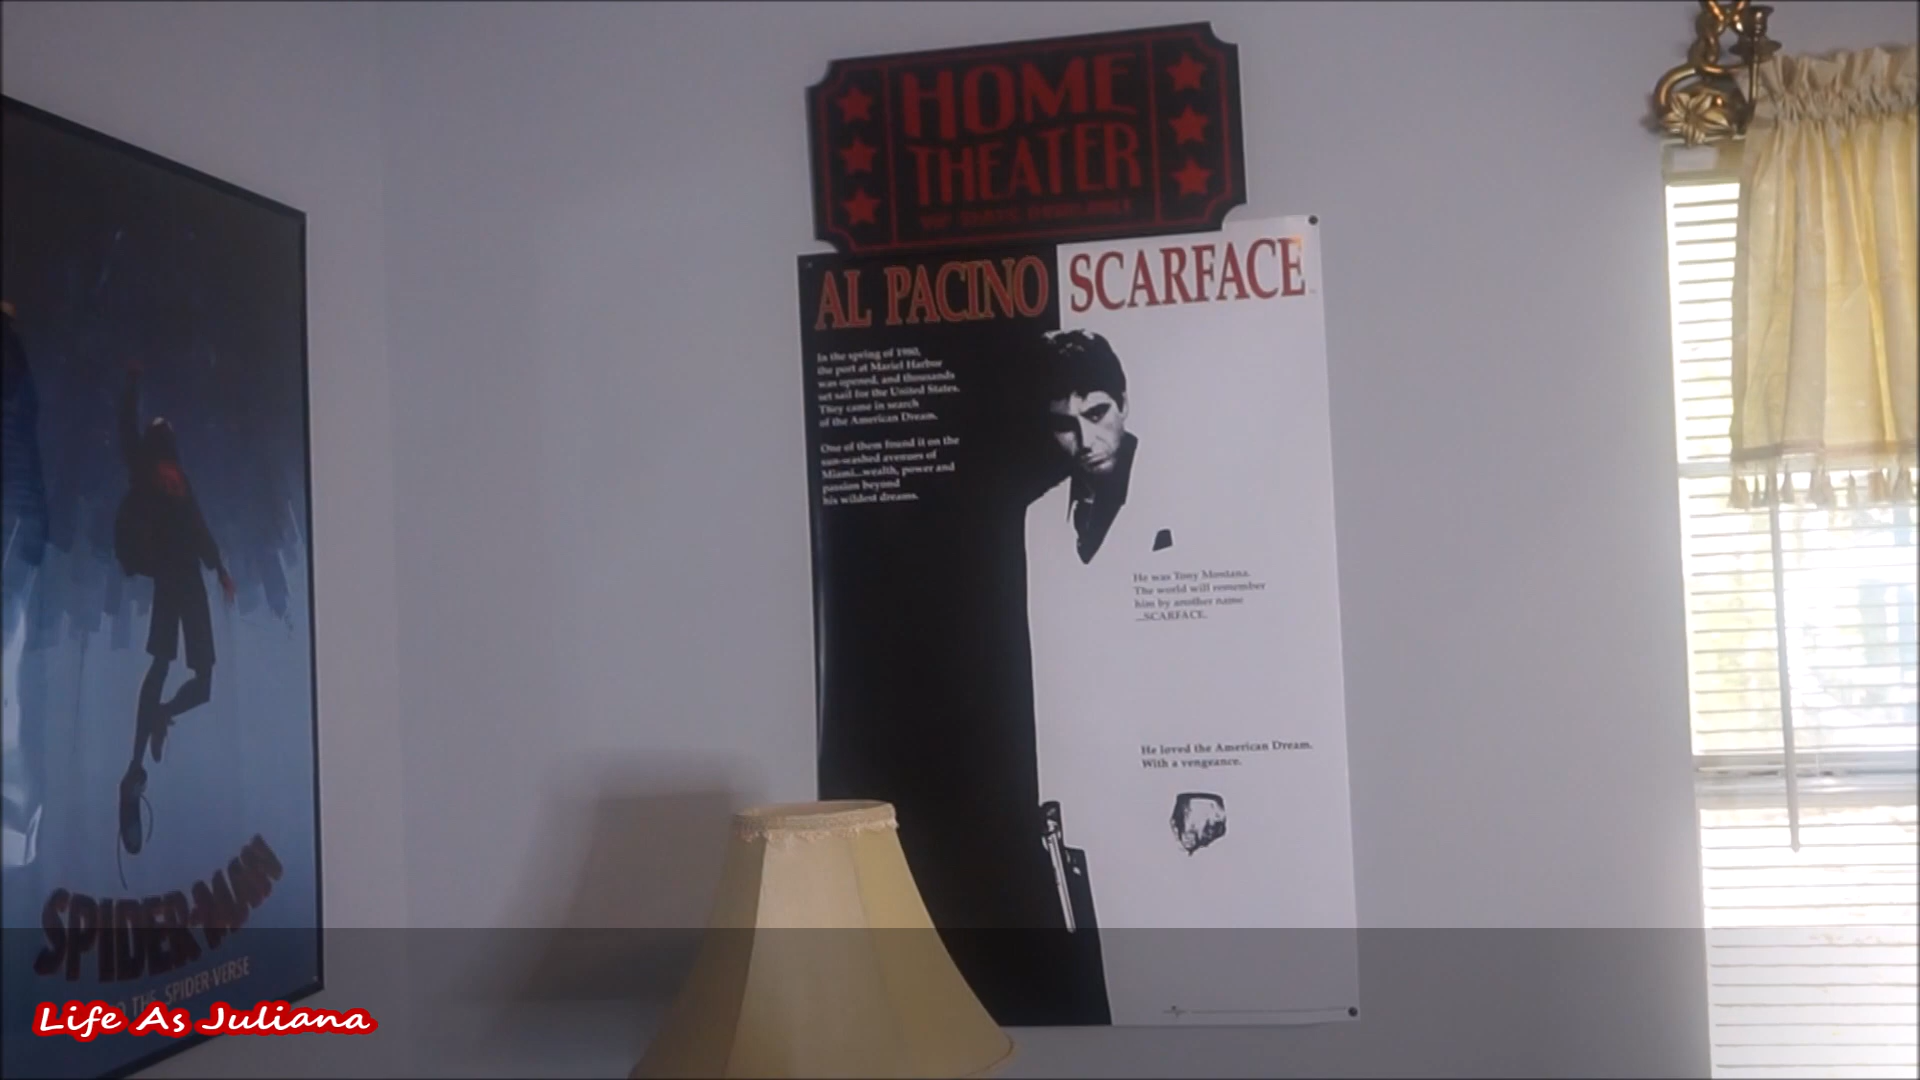 HOME
THEATER
AL PACINO SCARFACE
In the spring of 1980,
the port at Mariel Harbor
was opened, and thousands
set sail for the United States.
They came in search
of the American Dream.
One of them found it on the
sun-washed avenues of
Miami...wealth, power and
passion beyond
his wildest dreams.
He was Tony Montana.
The world will remember
him by another name
...SCARFACE.
He loved the American Dream.
With a vengeance.
SPIDER-MAN
THE SPIDER-VERSE
Life As Juliana